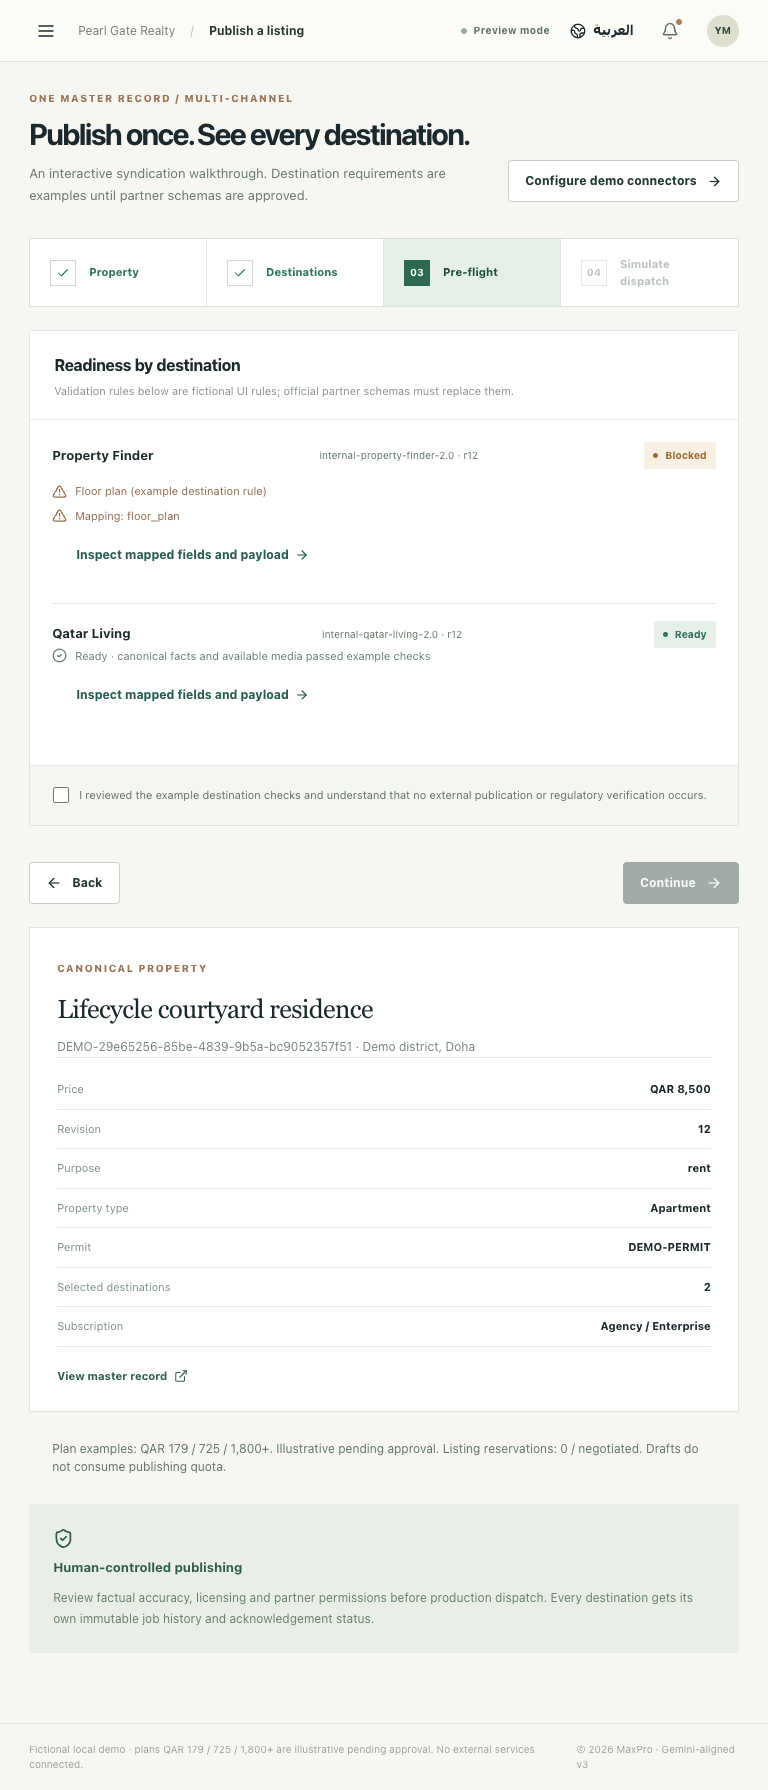 Pearl Gate Realty / Publish a listing
Preview mode
العربية
YM
ONE MASTER RECORD / MULTI-CHANNEL
Publish once. See every destination.
An interactive syndication walkthrough. Destination requirements are
examples until partner schemas are approved.
Configure demo connectors
Property
Destinations
03 Pre-flight
04 Simulate
dispatch
Readiness by destination
Validation rules below are fictional UI rules; official partner schemas must replace them.
Property Finder
internal-property-finder-2.0 · r12
Blocked
Floor plan (example destination rule)
Mapping: floor_plan
Inspect mapped fields and payload
Qatar Living
internal-qatar-living-2.0 · r12
Ready
Ready · canonical facts and available media passed example checks
Inspect mapped fields and payload
I reviewed the example destination checks and understand that no external publication or regulatory verification occurs.
Back
Continue
CANONICAL PROPERTY
Lifecycle courtyard residence
DEMO-29e65256-85be-4839-9b5a-bc9052357f51 · Demo district, Doha
Price QAR 8,500
Revision 12
Purpose rent
Property type Apartment
Permit DEMO-PERMIT
Selected destinations 2
Subscription Agency / Enterprise
View master record
Plan examples: QAR 179 / 725 / 1,800+. Illustrative pending approval. Listing reservations: 0 / negotiated. Drafts do
not consume publishing quota.
Human-controlled publishing
Review factual accuracy, licensing and partner permissions before production dispatch. Every destination gets its
own immutable job history and acknowledgement status.
Fictional local demo · plans QAR 179 / 725 / 1,800+ are illustrative pending approval. No external services
connected.
© 2026 MaxPro · Gemini-aligned
v3